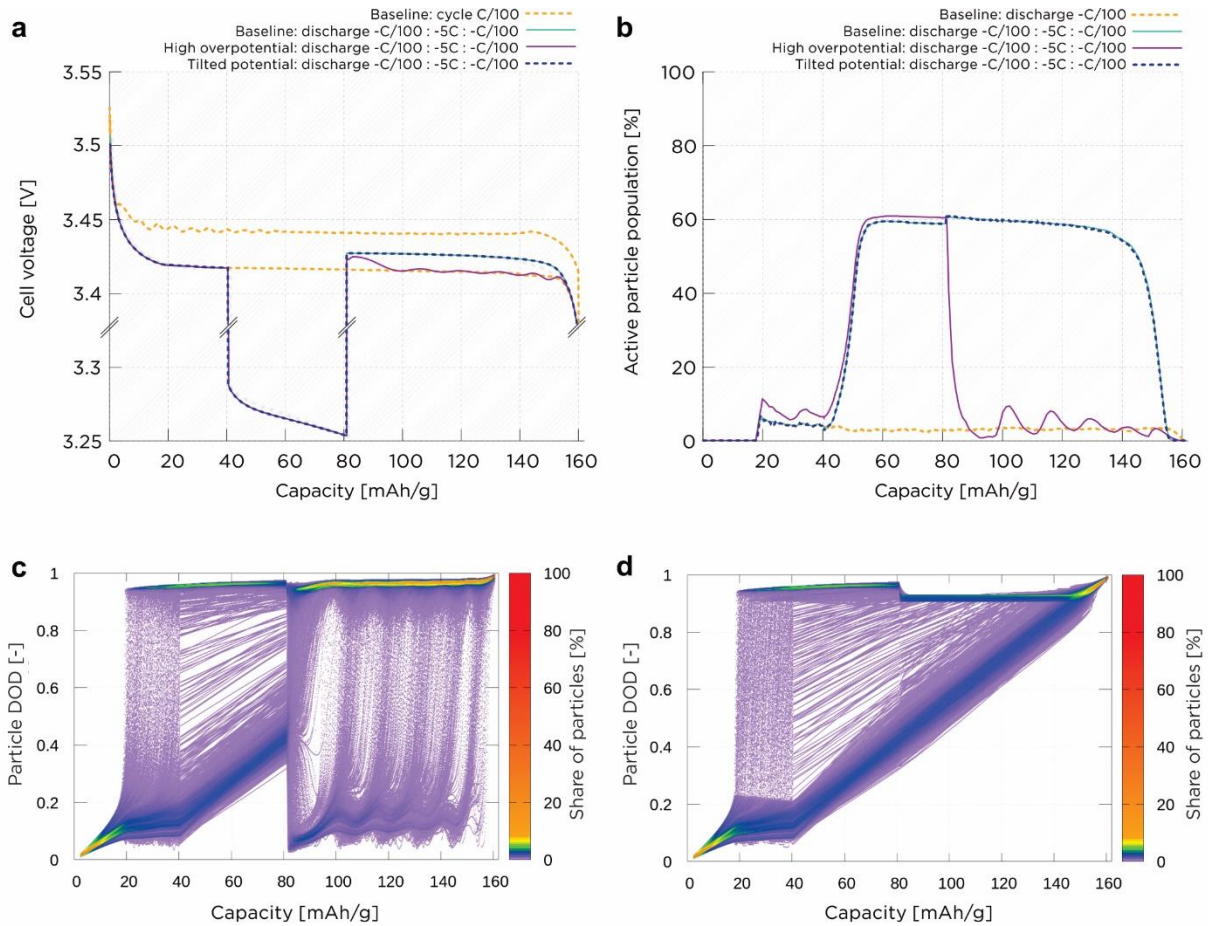 a
Baseline: cycle C/100
Baseline: discharge -C/100 : -5C : -C/100
High overpotential: discharge -C/100 : -5C : -C/100
Tilted potential: discharge -C/100 : -5C : -C/100
3.55
3.5
3.45
3.4
3.3
3.25
Cell voltage [V]
0 20 40 60 80 100 120 140 160
Capacity [mAh/g]
b
Baseline: discharge -C/100
Baseline: discharge -C/100 : -5C : -C/100
High overpotential: discharge -C/100 : -5C : -C/100
Tilted potential: discharge -C/100 : -5C : -C/100
100
80
60
40
20
0
Active particle population [%]
0 20 40 60 80 100 120 140 160
Capacity [mAh/g]
c
1
0.8
0.6
0.4
0.2
0
Particle DOD [-]
0 20 40 60 80 100 120 140 160
Capacity [mAh/g]
100
80
60
40
20
0
Share of particles [%]
d
1
0.8
0.6
0.4
0.2
0
Particle DOD [-]
0 20 40 60 80 100 120 140 160
Capacity [mAh/g]
100
80
60
40
20
0
Share of particles [%]